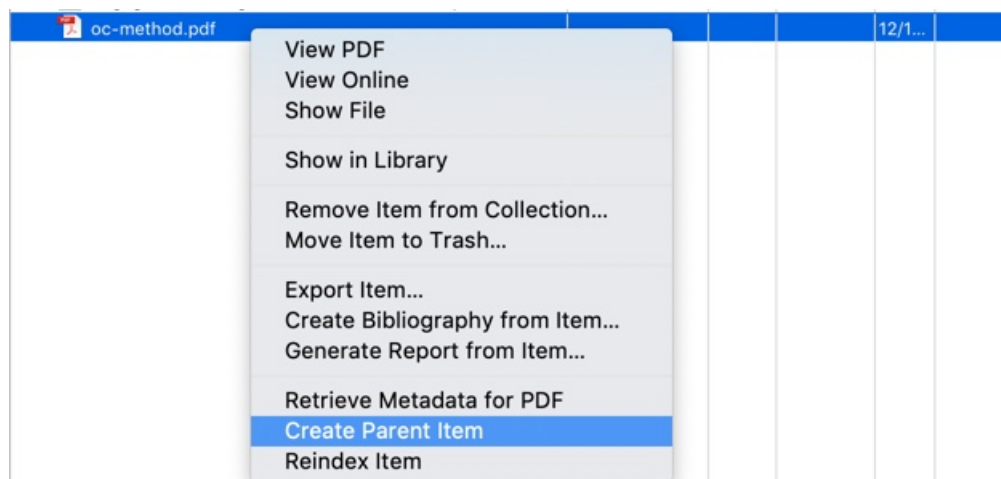 oc-method.pdf 12/1...
View PDF
View Online
Show File
Show in Library
Remove Item from Collection...
Move Item to Trash...
Export Item...
Create Bibliography from Item...
Generate Report from Item...
Retrieve Metadata for PDF
Create Parent Item
Reindex Item